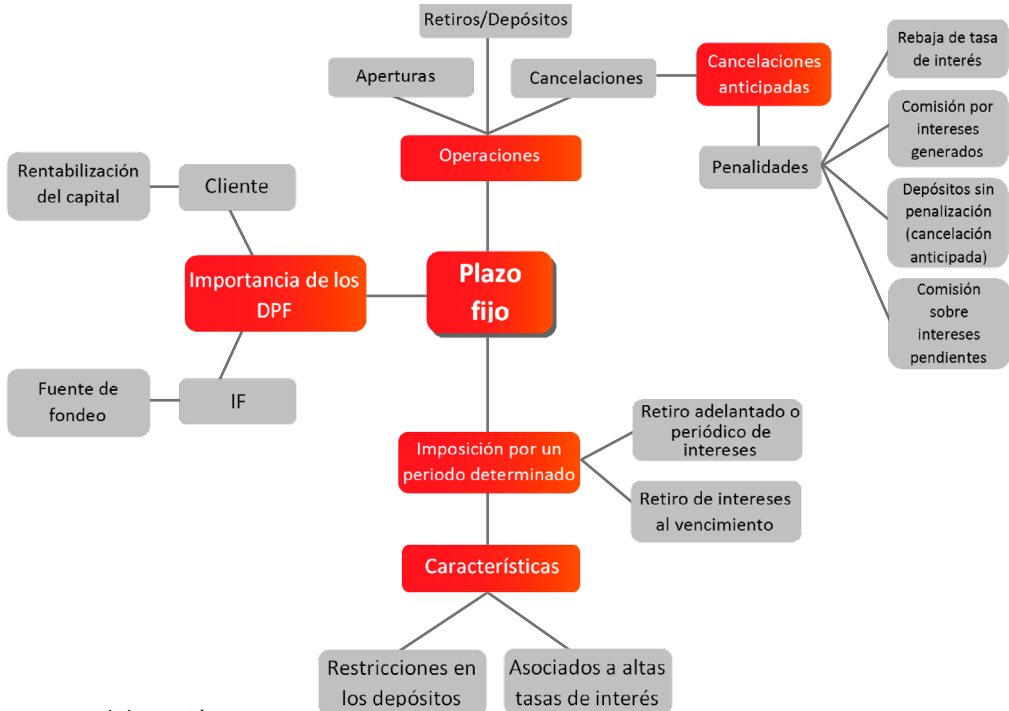 Retiros/Depósitos
Aperturas
Cancelaciones
Cancelaciones
anticipadas
Rebaja de tasa
de interés
Comisión por
intereses
generados
Depósitos sin
penalización
(cancelación
anticipada)
Comisión
sobre
intereses
pendientes
Penalidades
Operaciones
Rentabilización
del capital
Cliente
Importancia de los
DPF
Plazo
fijo
Fuente de
fondeo
IF
Imposición por un
periodo determinado
Retiro adelantado o
periódico de
intereses
Retiro de intereses
al vencimiento
Características
Restricciones en
los depósitos
Asociados a altas
tasas de interés